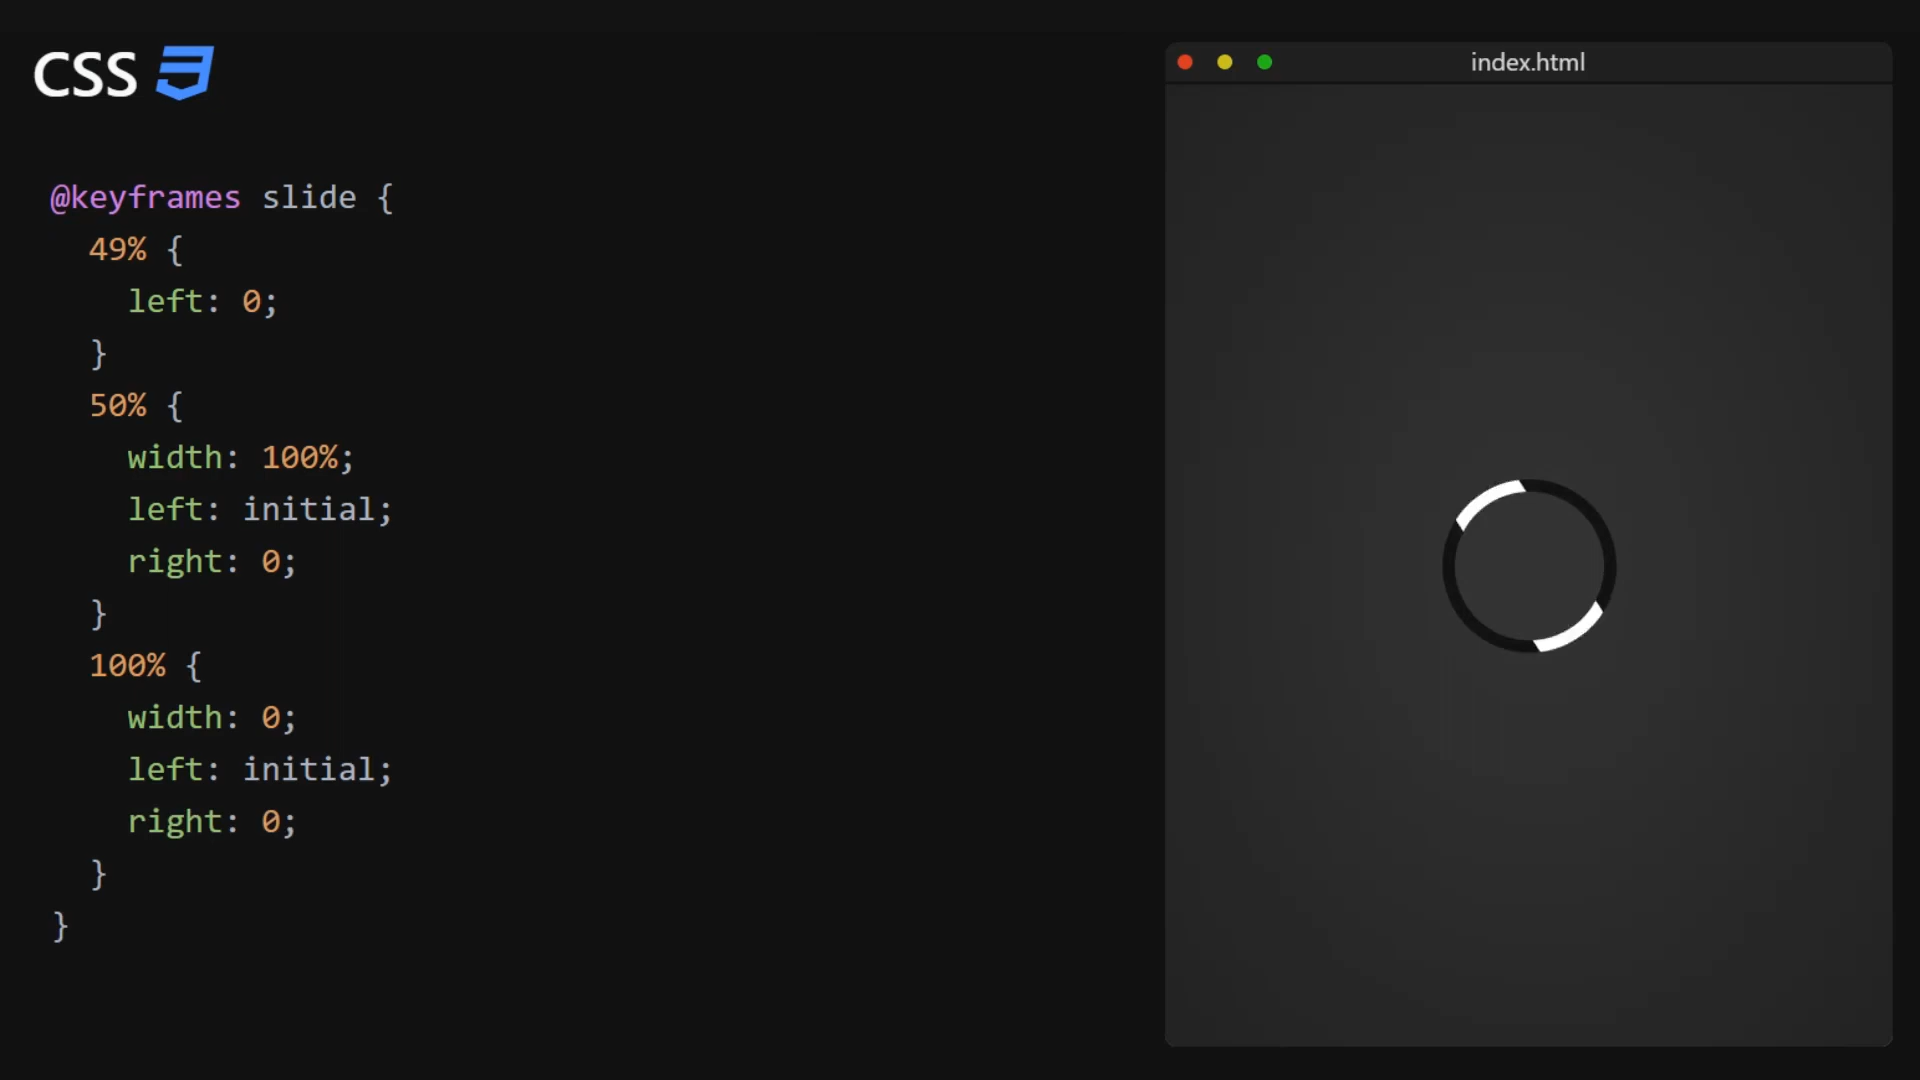 CSS
@keyframes slide {
49% {
left: 0;
}
50% {
width: 100%;
left: initial;
right: 0;
}
100% {
width: 0;
left: initial;
right: 0;
}
}
index.html